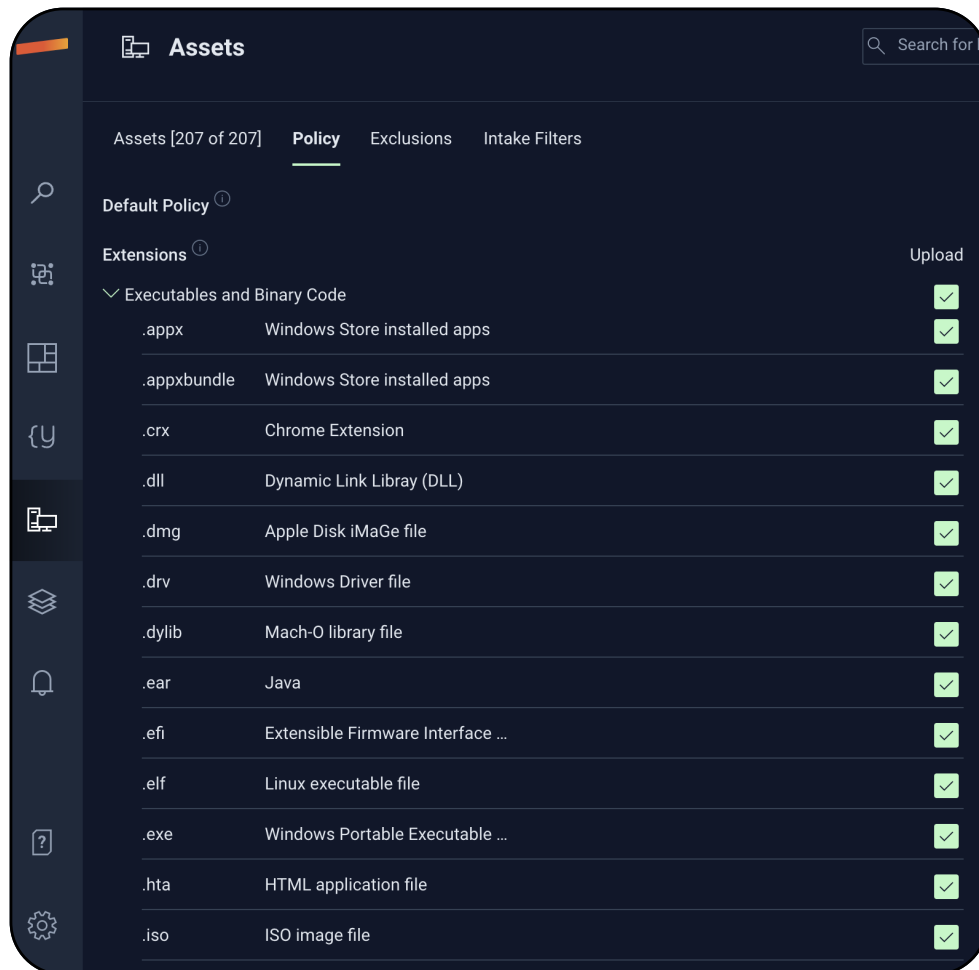 Assets
Search for
Assets [207 of 207] Policy Exclusions Intake Filters
Default Policy
Extensions Upload
Executables and Binary Code
.appx Windows Store installed apps
.appxbundle Windows Store installed apps
.crx Chrome Extension
.dll Dynamic Link Libray (DLL)
.dmg Apple Disk iMaGe file
.drv Windows Driver file
.dylib Mach-O library file
.ear Java
.efi Extensible Firmware Interface ...
.elf Linux executable file
.exe Windows Portable Executable ...
.hta HTML application file
.iso ISO image file